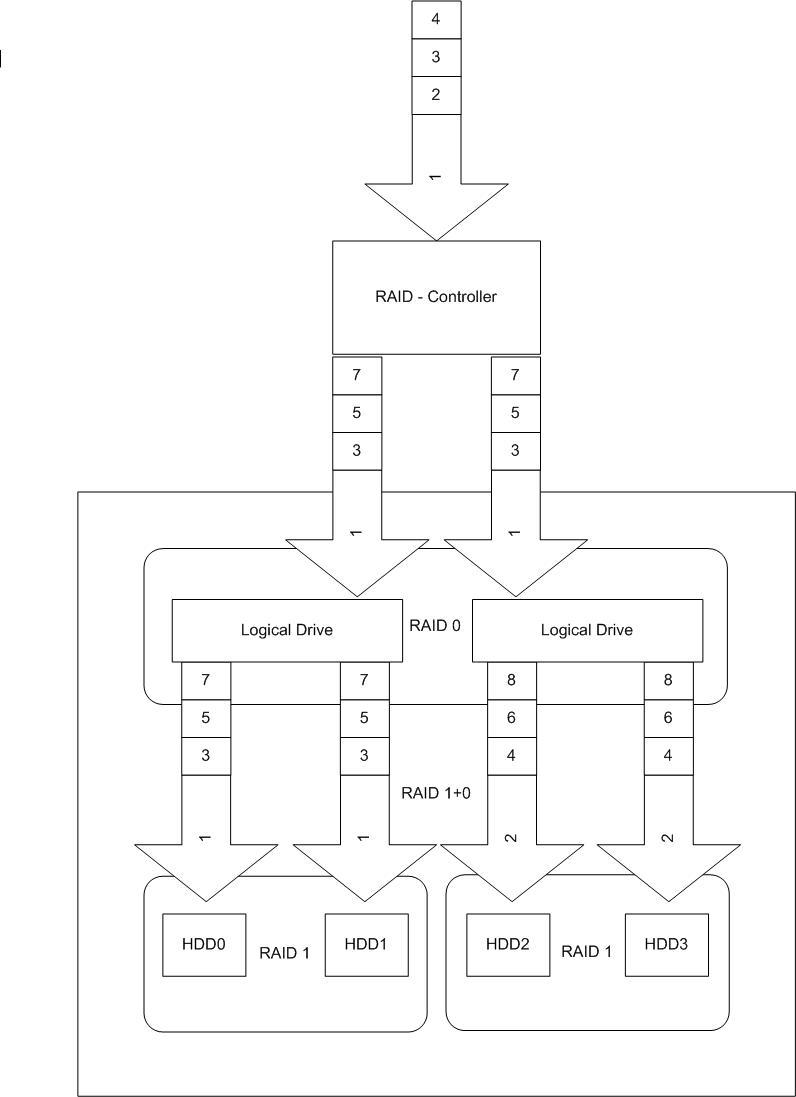 4
3
2
1
RAID - Controller
7 7
5 5
3 3
1 1
Logical Drive RAID 0 Logical Drive
7 7 8 8
5 5 6 6
3 3 4 4
RAID 1+0
1 1 2 2
HDD0 RAID 1 HDD1 HDD2 RAID 1 HDD3